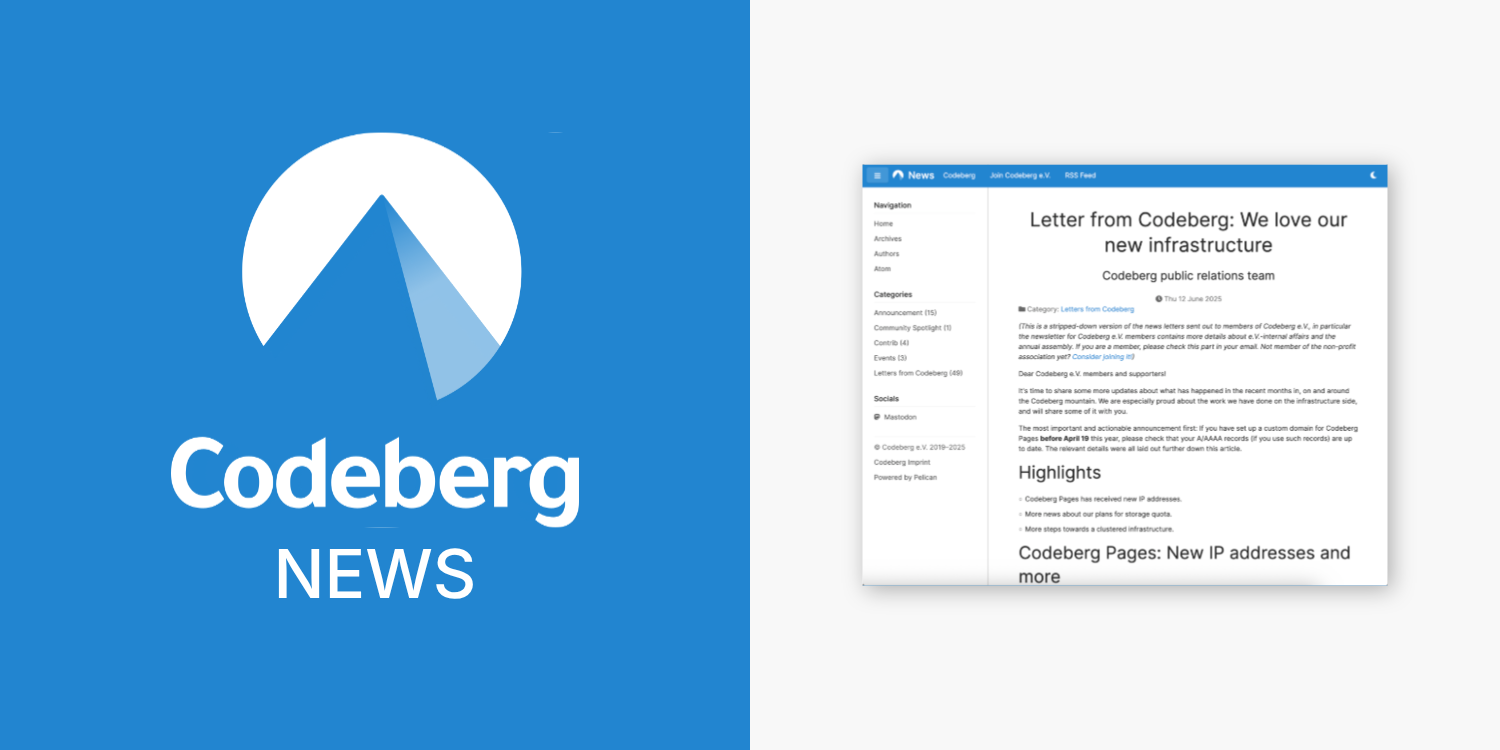 Codeberg
NEWS
News Codeberg Join Codeberg e.V. RSS Feed
Navigation
Home
Archives
Authors
Atom
Categories
Announcement (15)
Community Spotlight (1)
Contrib (4)
Events (3)
Letters from Codeberg (49)
Socials
Mastodon
© Codeberg e.V. 2019–2025
Codeberg Imprint
Powered by Pelican
Letter from Codeberg: We love our
new infrastructure
Codeberg public relations team
Thu 12 June 2025
Category: Letters from Codeberg
(This is a stripped-down version of the news letters sent out to members of Codeberg e.V., in particular
the newsletter for Codeberg e.V. members contains more details about e.V.-internal affairs and the
annual assembly. If you are a member, please check this part in your email. Not member of the non-profit
association yet? Consider joining it!)
Dear Codeberg e.V. members and supporters!
It's time to share some more updates about what has happened in the recent months in, on and around
the Codeberg mountain. We are especially proud about the work we have done on the infrastructure side,
and will share some of it with you.
The most important and actionable announcement first: If you have set up a custom domain for Codeberg
Pages before April 19 this year, please check that your A/AAAA records (if you use such records) are up
to date. The relevant details were all laid out further down this article.
Highlights
Codeberg Pages has received new IP addresses.
More news about our plans for storage quota.
More steps towards a clustered infrastructure.
Codeberg Pages: New IP addresses and
more